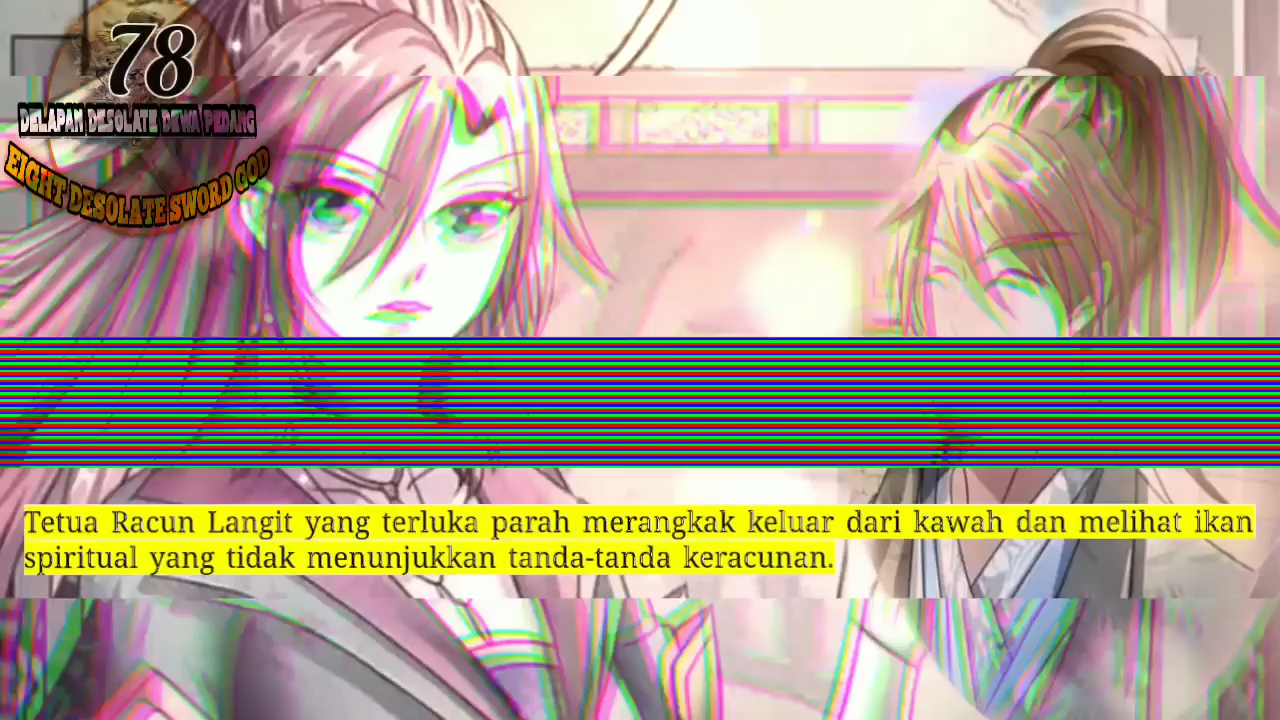 78
DELAPAN DESOLATE DEWA PEDANG
EIGHT DESOLATE SWORD GOD
Tetua Racun Langit yang terluka parah merangkak keluar dari kawah dan melihat ikan
spiritual yang tidak menunjukkan tanda-tanda keracunan.